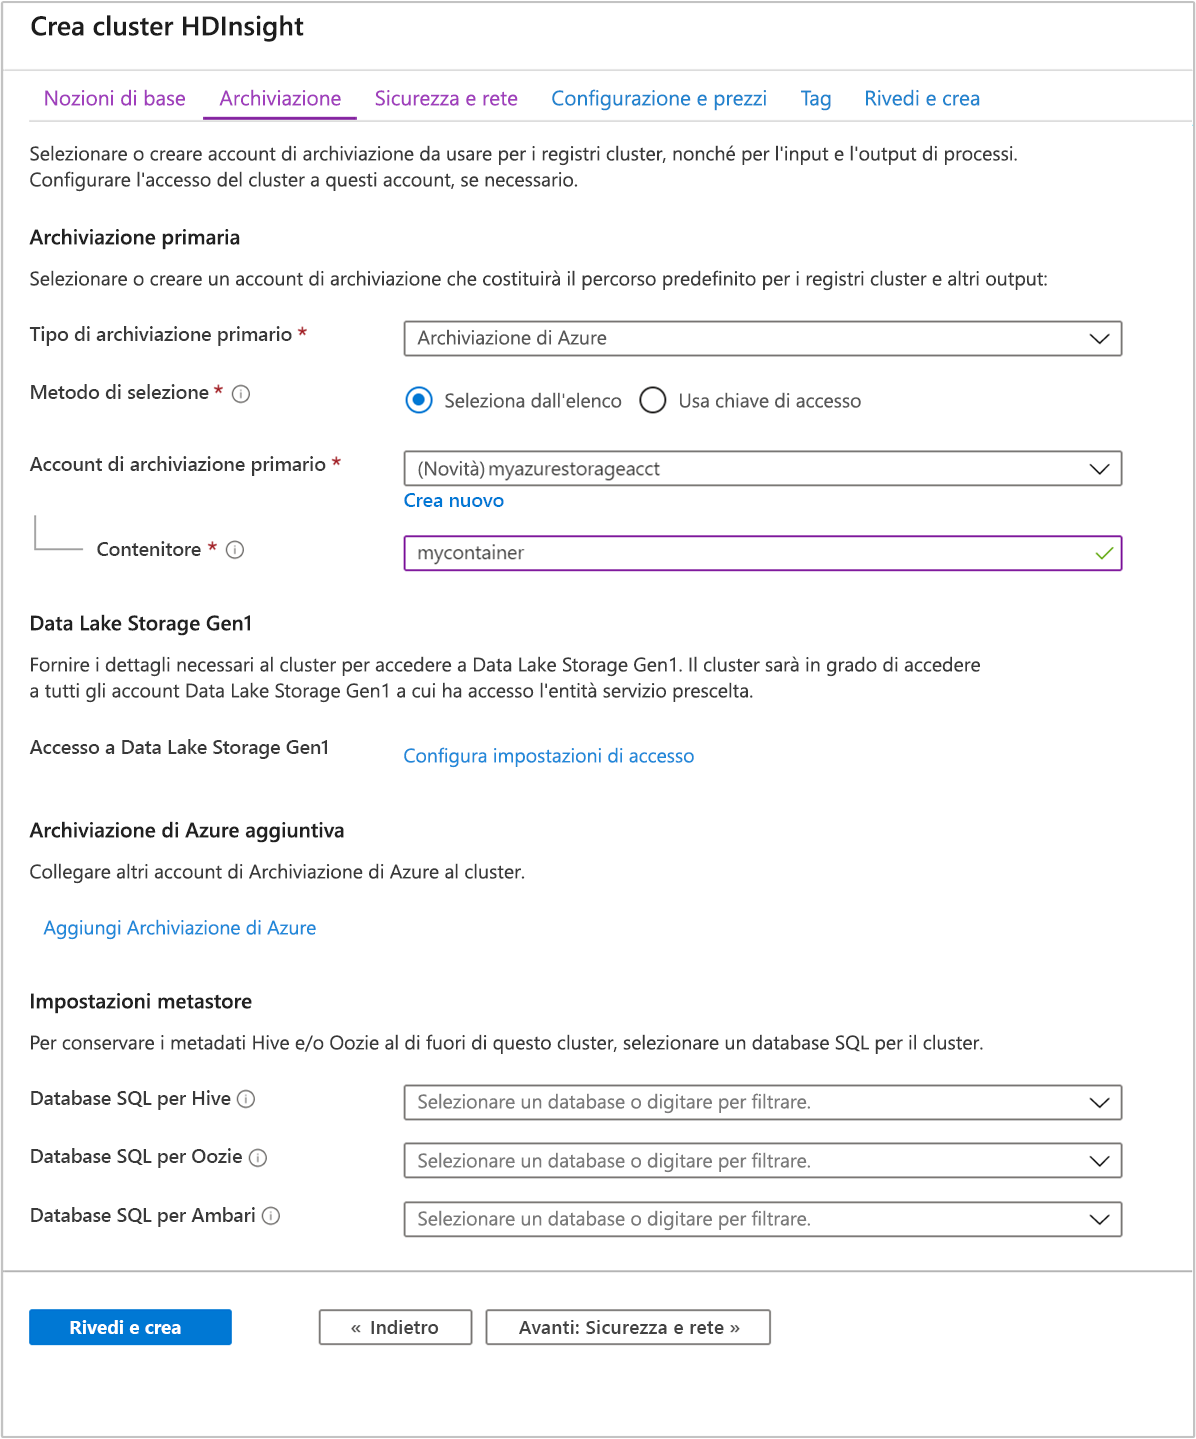 Crea cluster HDInsight
Nozioni di base Archiviazione Sicurezza e rete Configurazione e prezzi Tag Rivedi e crea
Selezionare o creare account di archiviazione da usare per i registri cluster, nonché per l'input e l'output di processi.
Configurare l'accesso del cluster a questi account, se necessario.
Archiviazione primaria
Selezionare o creare un account di archiviazione che costituirà il percorso predefinito per i registri cluster e altri output:
Tipo di archiviazione primario * Archiviazione di Azure
Metodo di selezione * Seleziona dall'elenco Usa chiave di accesso
Account di archiviazione primario * (Novità) myazurestorageacct
Crea nuovo
Contenitore * mycontainer
Data Lake Storage Gen1
Fornire i dettagli necessari al cluster per accedere a Data Lake Storage Gen1. Il cluster sarà in grado di accedere
a tutti gli account Data Lake Storage Gen1 a cui ha accesso l'entità servizio prescelta.
Accesso a Data Lake Storage Gen1 Configura impostazioni di accesso
Archiviazione di Azure aggiuntiva
Collegare altri account di Archiviazione di Azure al cluster.
Aggiungi Archiviazione di Azure
Impostazioni metastore
Per conservare i metadati Hive e/o Oozie al di fuori di questo cluster, selezionare un database SQL per il cluster.
Database SQL per Hive Selezionare un database o digitare per filtrare.
Database SQL per Oozie Selezionare un database o digitare per filtrare.
Database SQL per Ambari Selezionare un database o digitare per filtrare.
Rivedi e crea « Indietro Avanti: Sicurezza e rete »